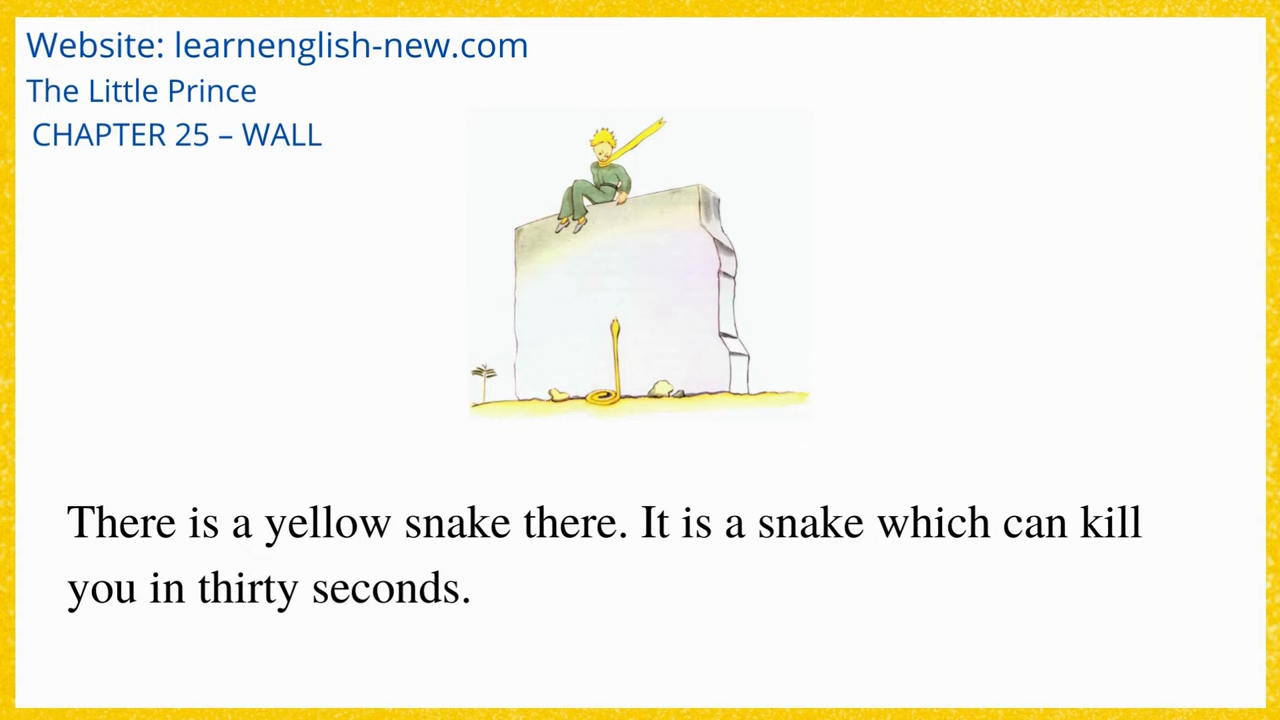 Website: learnenglish-new.com
The Little Prince
CHAPTER 25 – WALL
There is a yellow snake there. It is a snake which can kill
you in thirty seconds.